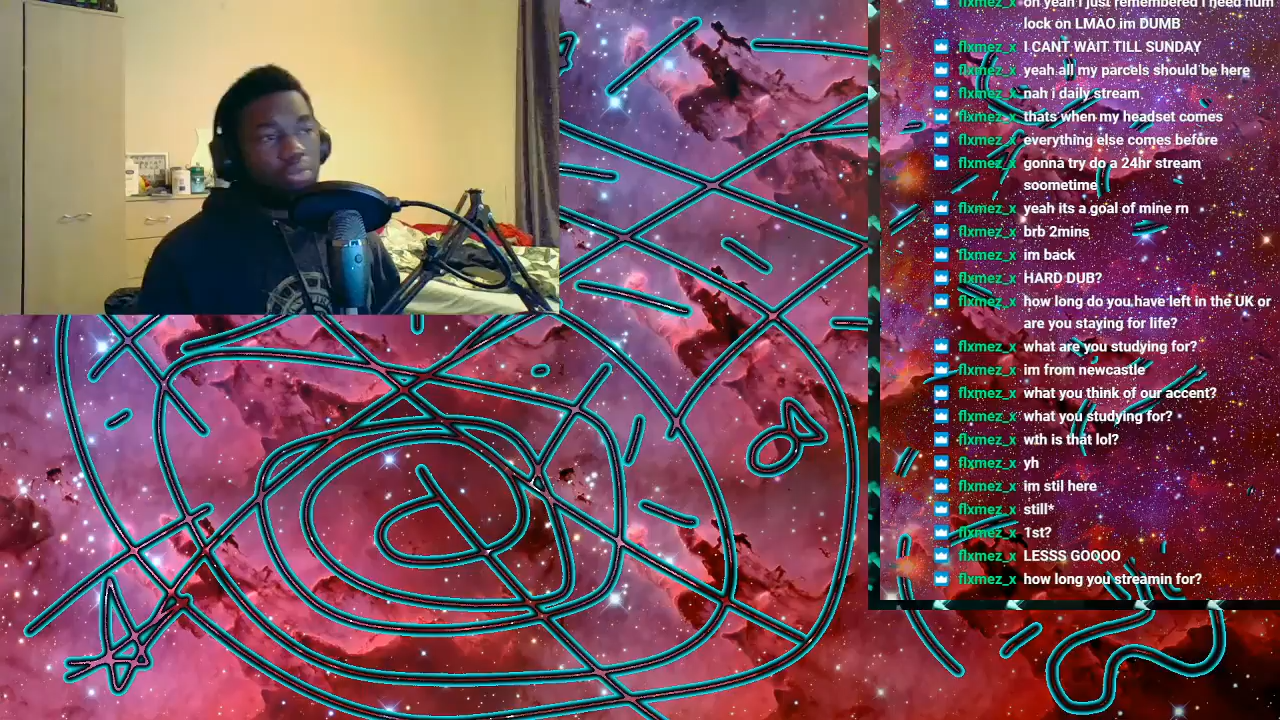 flxmez_x oh yeah i just remembered i need num
lock on LMAO im DUMB
flxmez_x I CANT WAIT TILL SUNDAY
flxmez_x yeah all my parcels should be here
flxmez_x nah i daily stream
flxmez_x thats when my headset comes
flxmez_x everything else comes before
flxmez_x gonna try do a 24hr stream
soometime
flxmez_x yeah its a goal of mine rn
flxmez_x brb 2mins
flxmez_x im back
flxmez_x HARD DUB?
flxmez_x how long do you have left in the UK or
are you staying for life?
flxmez_x what are you studying for?
flxmez_x im from newcastle
flxmez_x what you think of our accent?
flxmez_x what you studying for?
flxmez_x wth is that lol?
flxmez_x yh
flxmez_x im stil here
flxmez_x still*
flxmez_x 1st?
flxmez_x LESSS GOOOO
flxmez_x how long you streamin for?